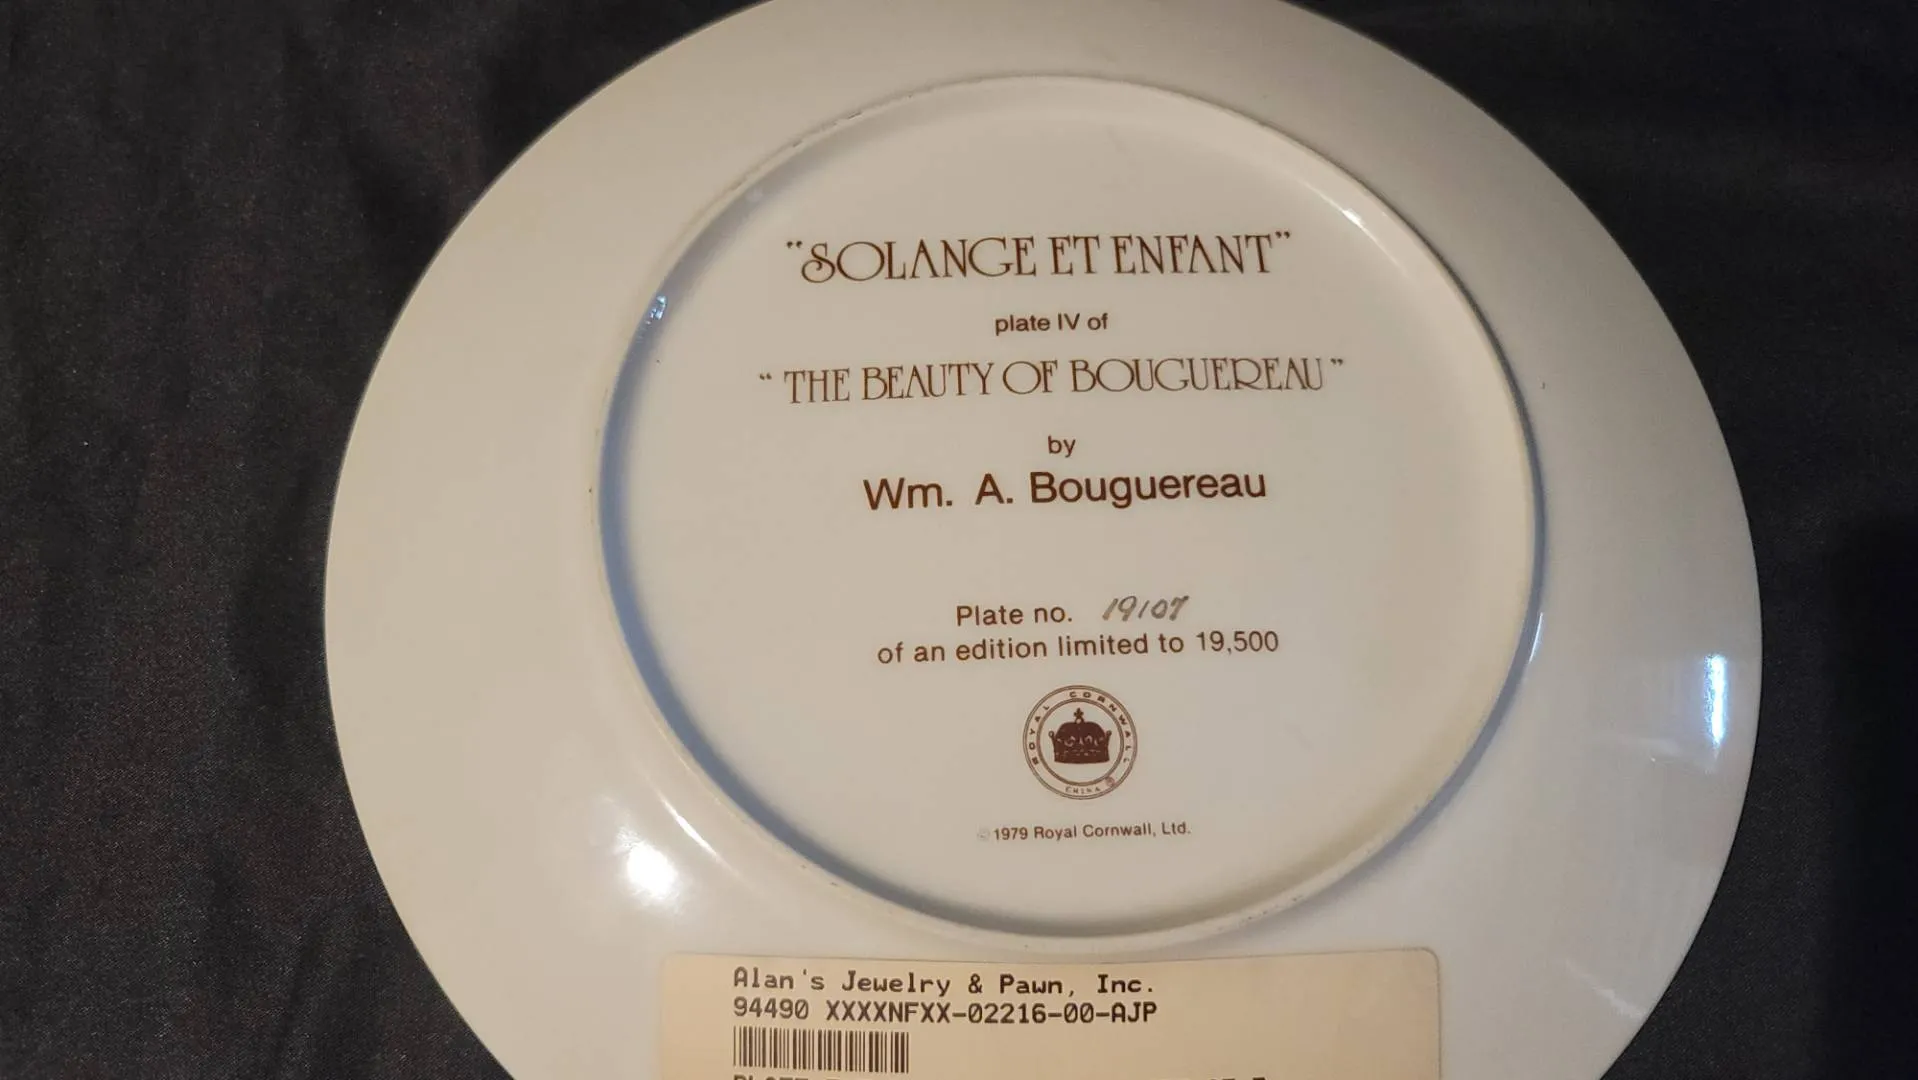 "SOLANGE ET ENFANT"
plate IV of
"THE BEAUTY OF BOUGUEREAU"
by
Wm. A. Bouguereau
Plate no. 19107
of an edition limited to 19,500
ROYAL CORNWALL
CHINA ®
© 1979 Royal Cornwall, Ltd.
Alan's Jewelry & Pawn, Inc.
94490 XXXXNFXX-02216-00-AJP